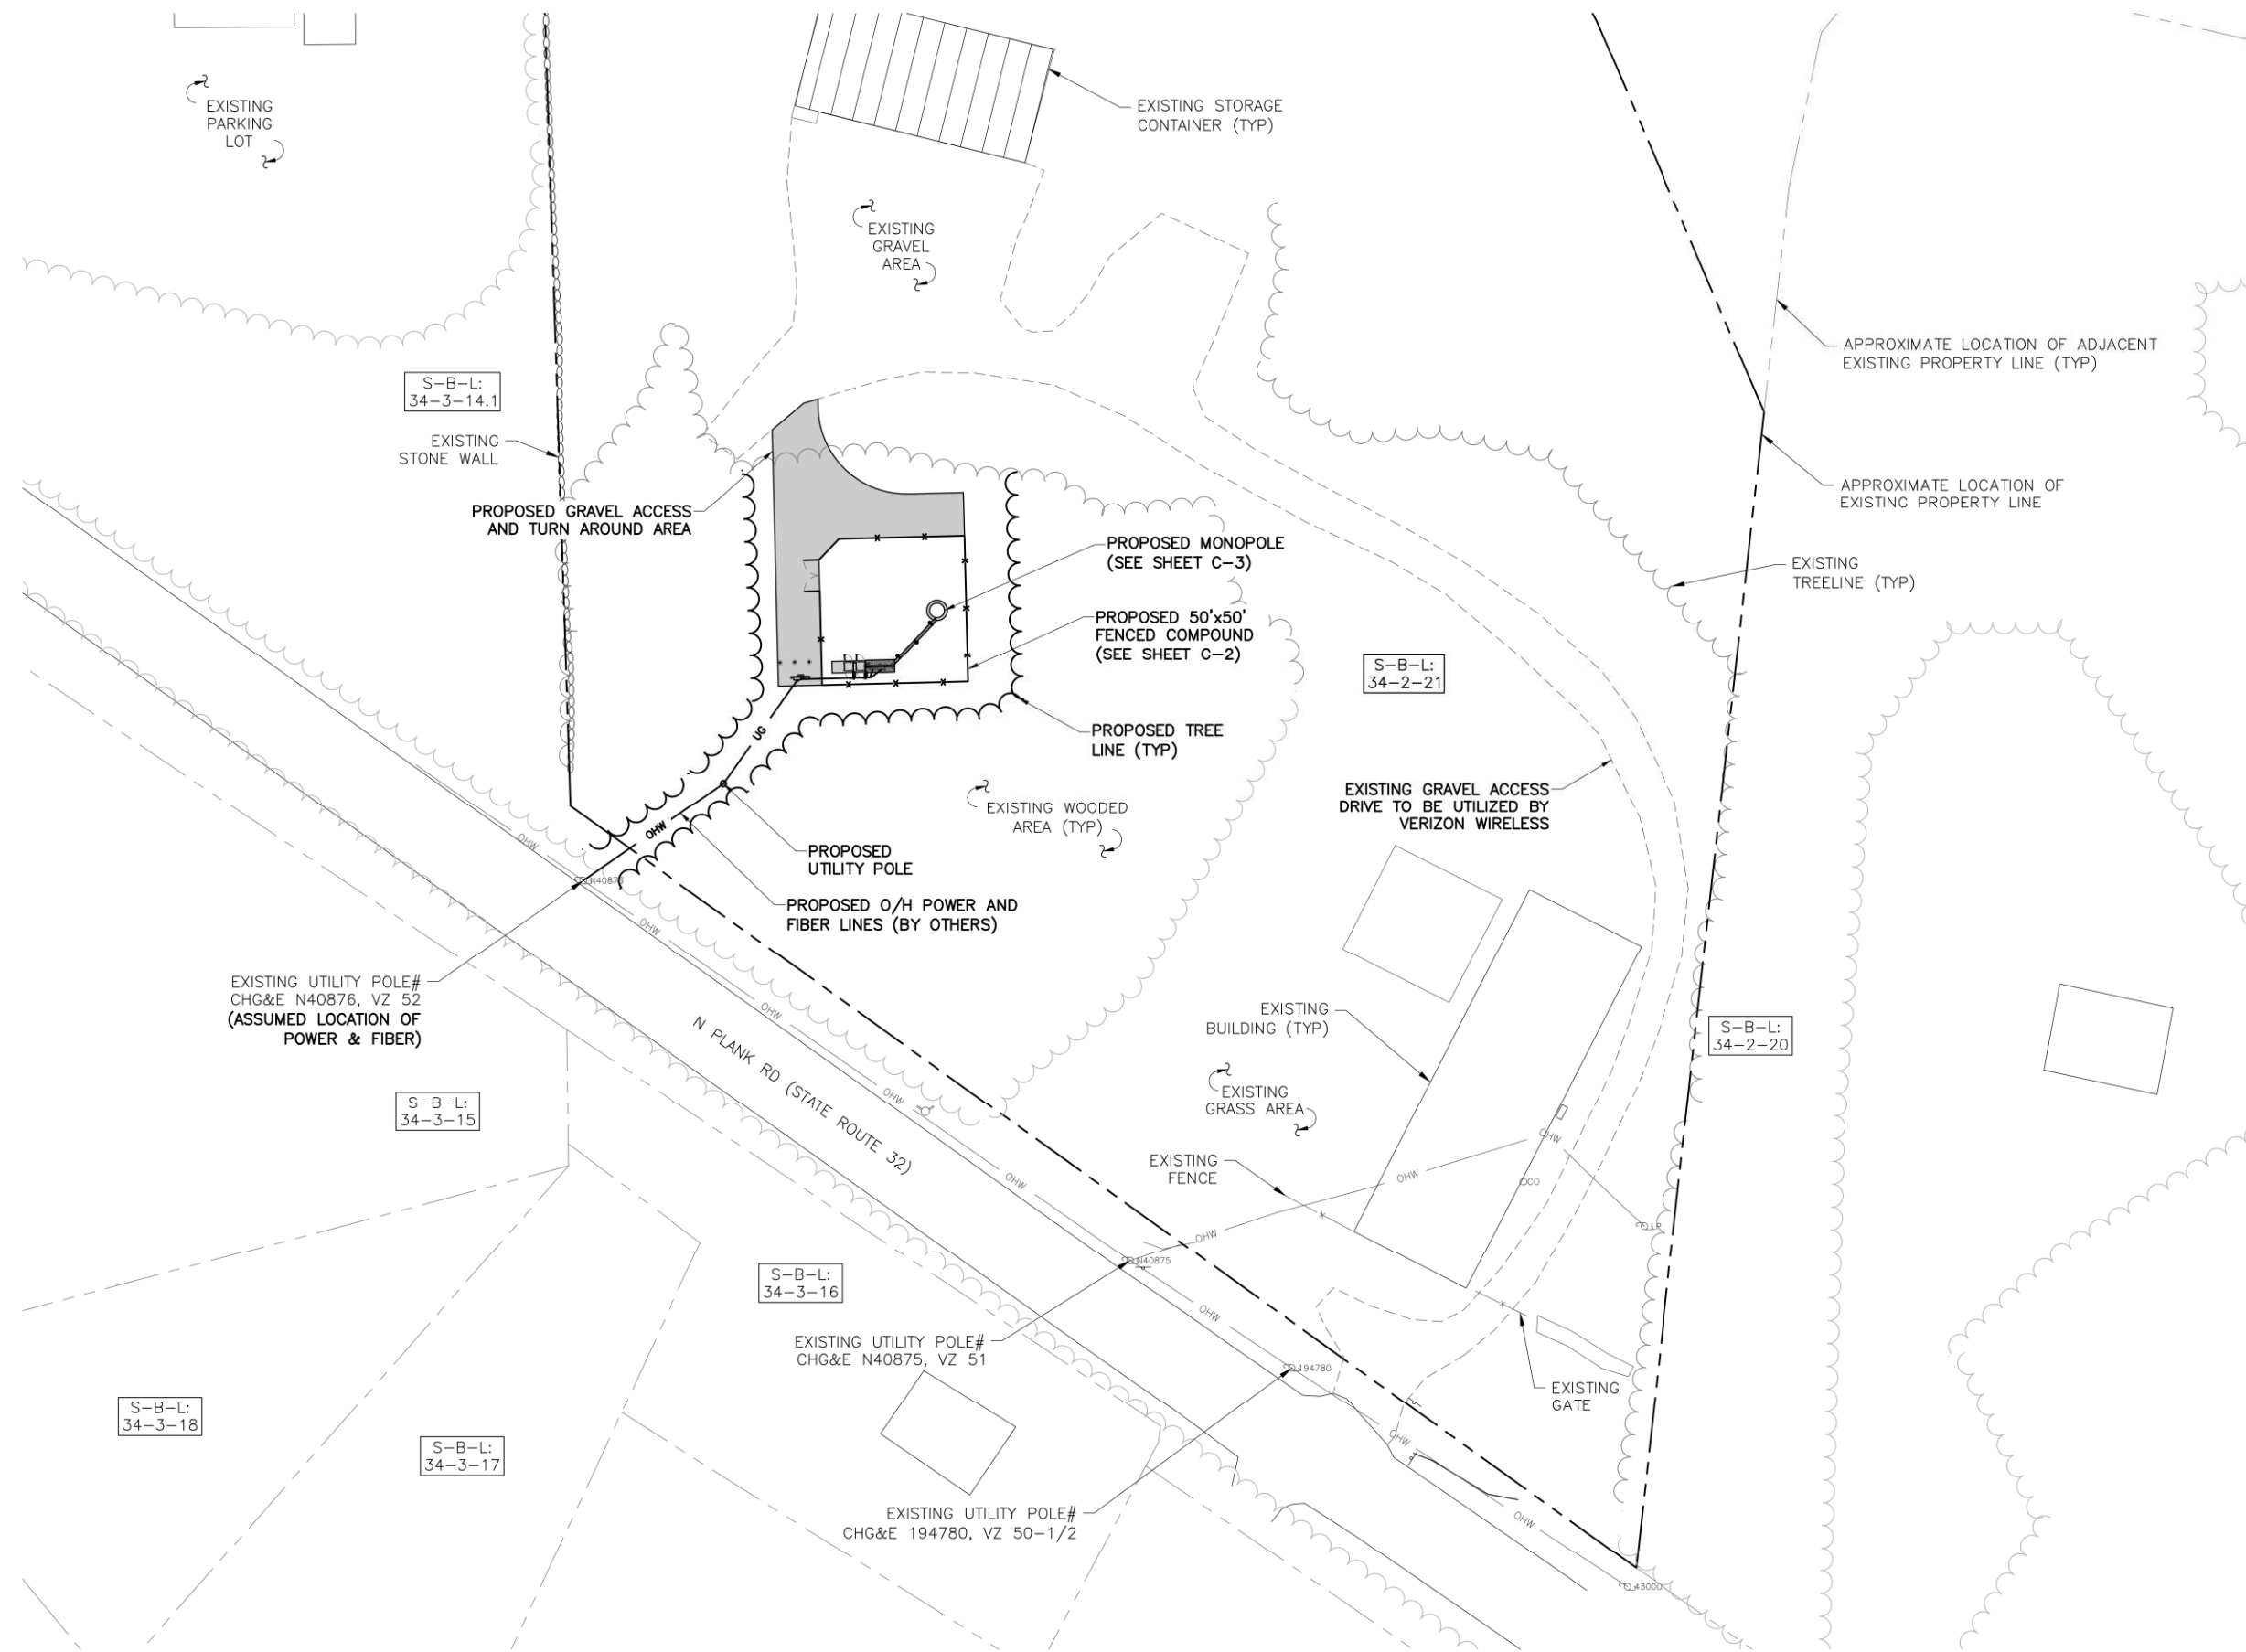 EXISTING
PARKING
LOT
EXISTING STORAGE
CONTAINER (TYP)
EXISTING
GRAVEL
AREA
APPROXIMATE LOCATION OF ADJACENT
EXISTING PROPERTY LINE (TYP)
S-B-L:
34-3-14.1
EXISTING
STONE WALL
APPROXIMATE LOCATION OF
EXISTING PROPERTY LINE
PROPOSED GRAVEL ACCESS
AND TURN AROUND AREA
PROPOSED MONOPOLE
(SEE SHEET C-3)
EXISTING
TREELINE (TYP)
PROPOSED 50'x50'
FENCED COMPOUND
(SEE SHEET C-2)
S-B-L:
34-2-21
PROPOSED TREE
LINE (TYP)
UG
EXISTING WOODED
AREA (TYP)
EXISTING GRAVEL ACCESS
DRIVE TO BE UTILIZED BY
VERIZON WIRELESS
OHW
OHW
PROPOSED
UTILITY POLE
N40876
PROPOSED O/H POWER AND
FIBER LINES (BY OTHERS)
OHW
EXISTING UTILITY POLE#
CHG&E N40876, VZ 52
(ASSUMED LOCATION OF
POWER & FIBER)
OHW
N PLANK RD (STATE ROUTE 32)
EXISTING
BUILDING (TYP)
S-B-L:
34-2-20
OHW
EXISTING
GRASS AREA
S-B-L:
34-3-15
OHW
EXISTING
FENCE
OHW
OHW
CO
LP
OHW
N40875
S-B-L:
34-3-16
OHW
EXISTING UTILITY POLE#
CHG&E N40875, VZ 51
194780
EXISTING
GATE
S-B-L:
34-3-18
S-B-L:
34-3-17
OHW
EXISTING UTILITY POLE#
CHG&E 194780, VZ 50-1/2
OHW
43000